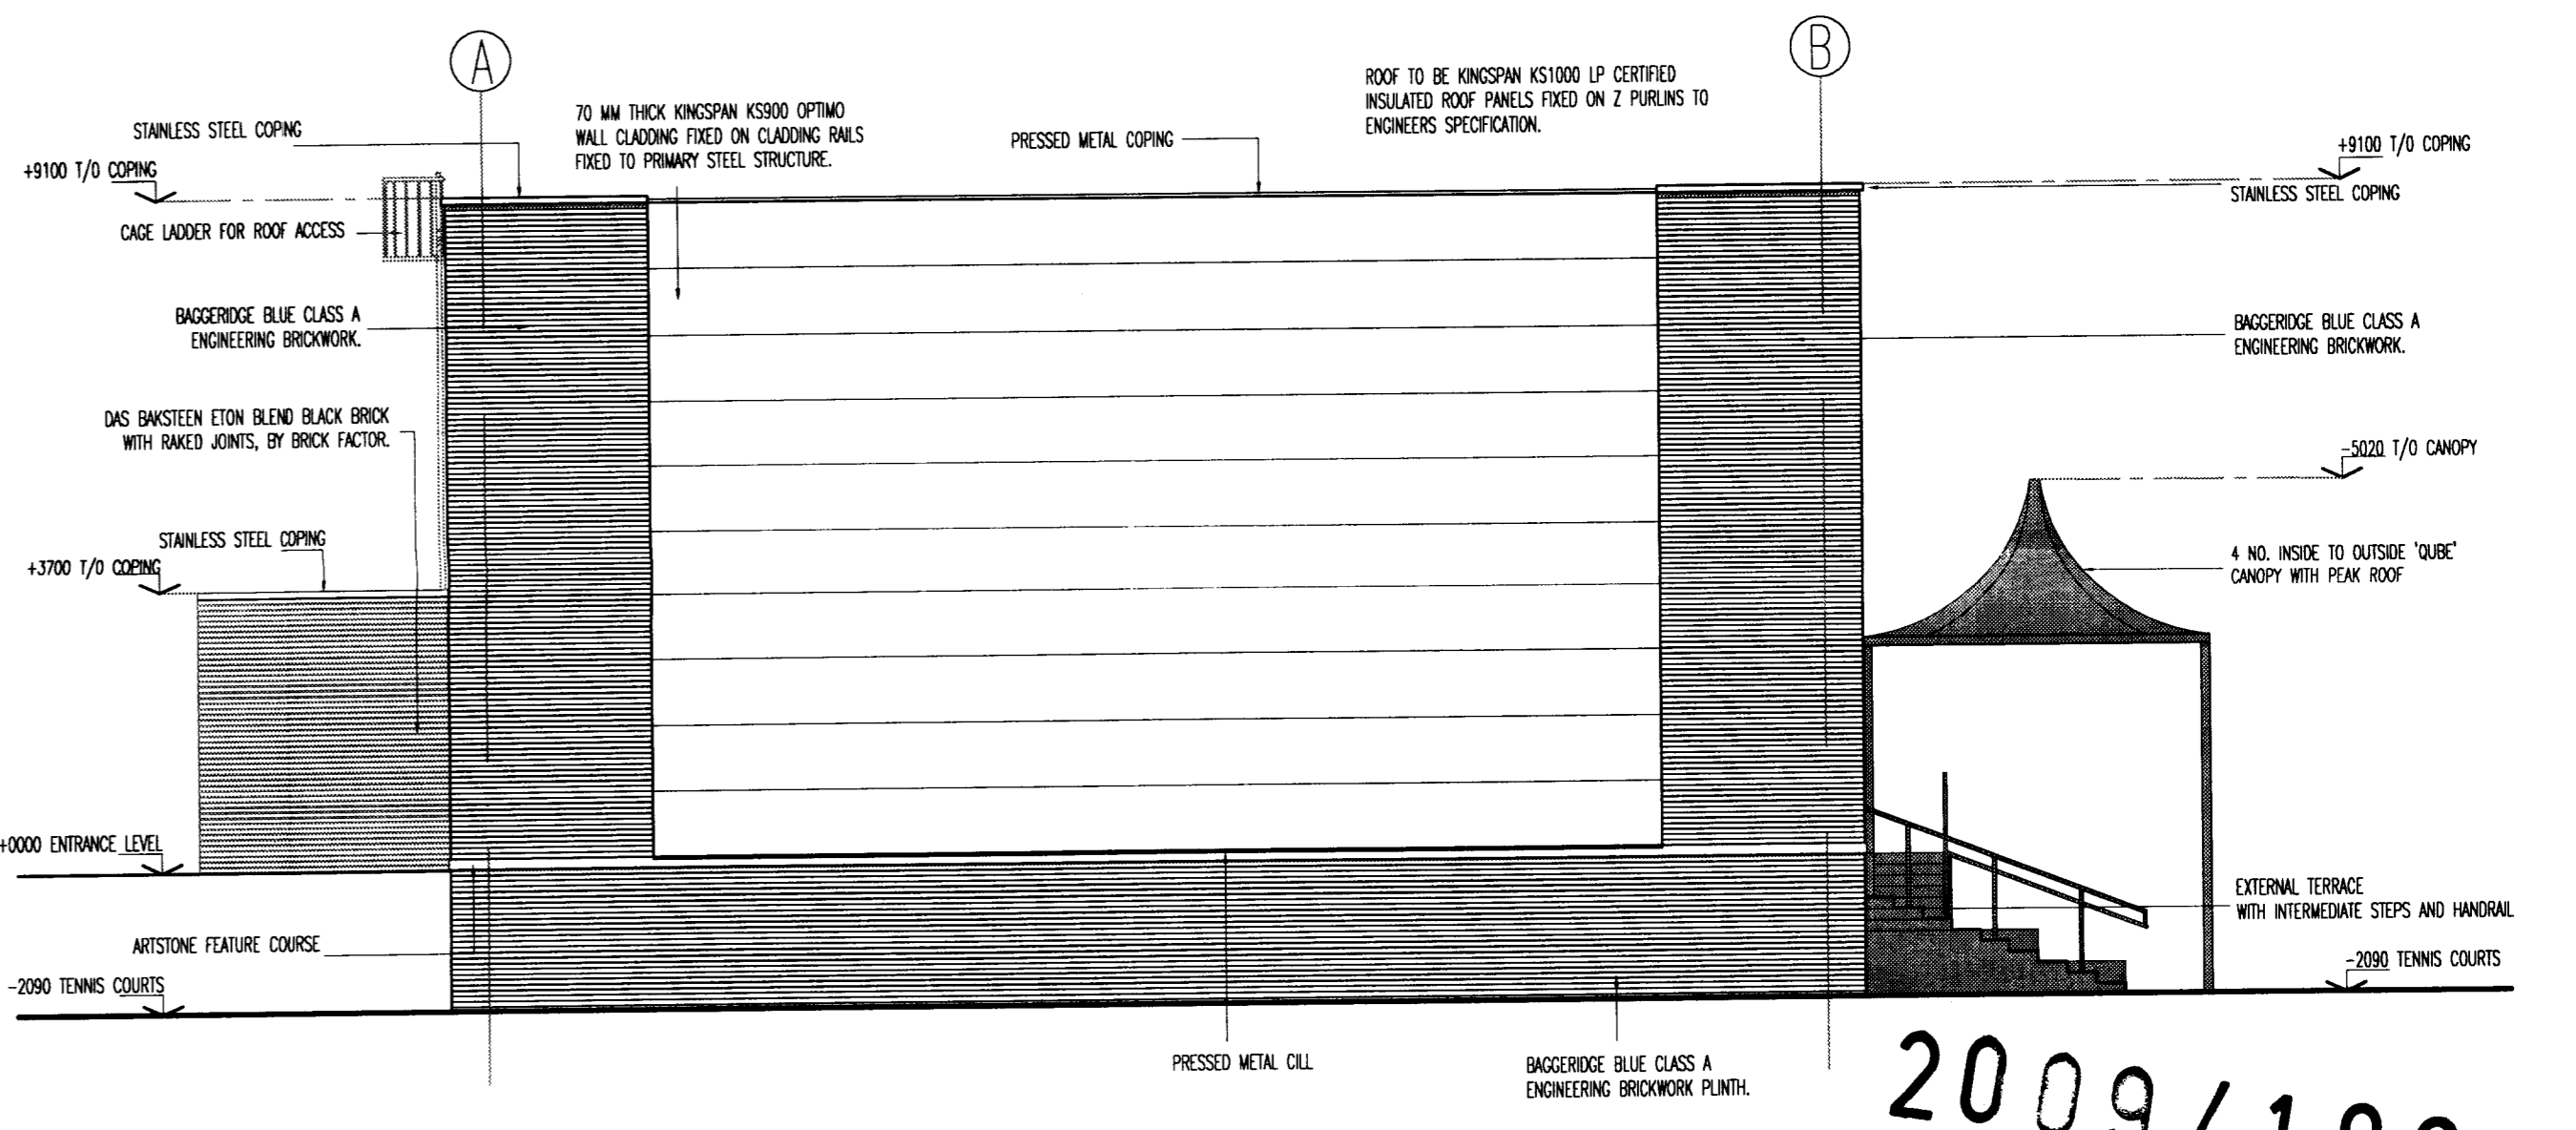 A
B
STAINLESS STEEL COPING
+9100 T/O COPING
CAGE LADDER FOR ROOF ACCESS
70 MM THICK KINGSPAN KS900 OPTIMO
WALL CLADDING FIXED ON CLADDING RAILS
FIXED TO PRIMARY STEEL STRUCTURE.
PRESSED METAL COPING
ROOF TO BE KINGSPAN KS1000 LP CERTIFIED
INSULATED ROOF PANELS FIXED ON Z PURLINS TO
ENGINEERS SPECIFICATION.
+9100 T/O COPING
STAINLESS STEEL COPING
BAGGERIDGE BLUE CLASS A
ENGINEERING BRICKWORK.
BAGGERIDGE BLUE CLASS A
ENGINEERING BRICKWORK.
DAS BAKSTEEN ETON BLEND BLACK BRICK
WITH RAKED JOINTS, BY BRICK FACTOR.
-5020 T/O CANOPY
STAINLESS STEEL COPING
+3700 T/O COPING
4 NO. INSIDE TO OUTSIDE 'QUBE'
CANOPY WITH PEAK ROOF
+0000 ENTRANCE LEVEL
EXTERNAL TERRACE
WITH INTERMEDIATE STEPS AND HANDRAIL
ARTSTONE FEATURE COURSE
-2090 TENNIS COURTS
-2090 TENNIS COURTS
PRESSED METAL CILL
BAGGERIDGE BLUE CLASS A
ENGINEERING BRICKWORK PLINTH.
2009/1